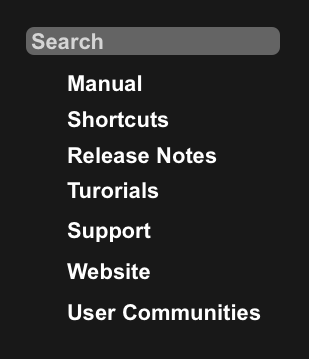 Search
Manual
Shortcuts
Release Notes
Turorials
Support
Website
User Communities